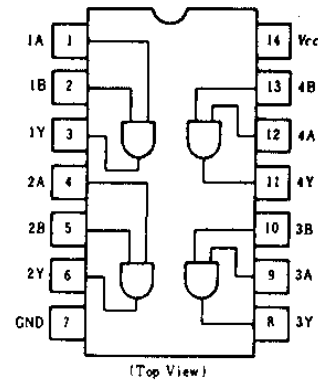 1A 1 14 Vcc
1B 2 13 4B
1Y 3 12 4A
2A 4 11 4Y
2B 5 10 3B
2Y 6 9 3A
GND 7 8 3Y
(Top View)